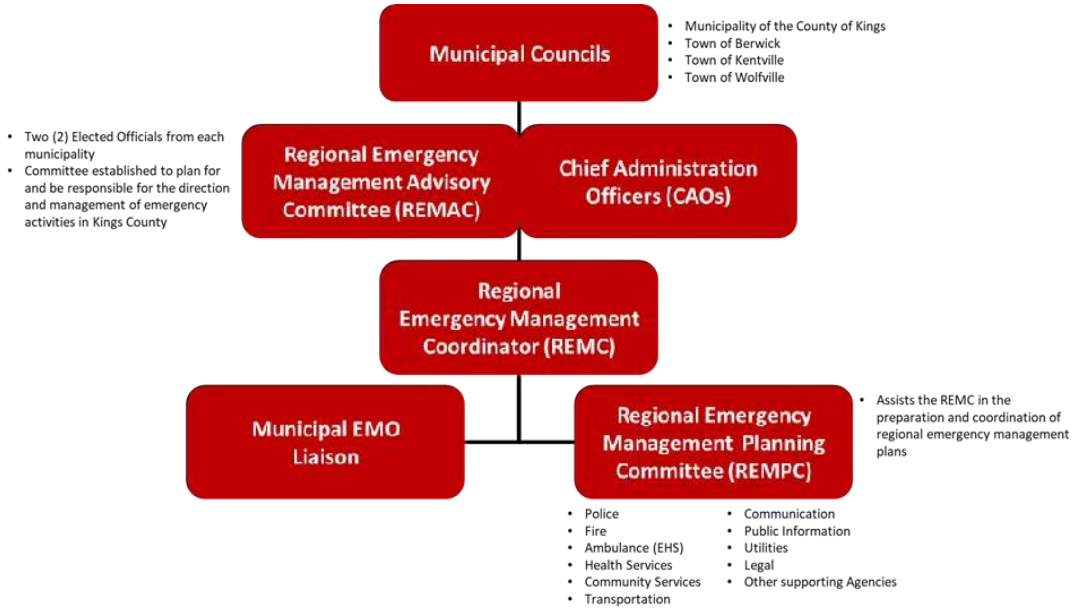 Municipal Councils
• Municipality of the County of Kings
• Town of Berwick
• Town of Kentville
• Town of Wolfville
• Two (2) Elected Officials from each
municipality
• Committee established to plan for
and be responsible for the direction
and management of emergency
activities in Kings County
Regional Emergency
Management Advisory
Committee (REMAC)
Chief Administration
Officers (CAOs)
Regional
Emergency Management
Coordinator (REMC)
Municipal EMO
Liaison
Regional Emergency
Management Planning
Committee (REMPC)
• Assists the REMC in the
preparation and coordination of
regional emergency management
plans
• Police
• Fire
• Ambulance (EHS)
• Health Services
• Community Services
• Transportation
• Communication
• Public Information
• Utilities
• Legal
• Other supporting Agencies